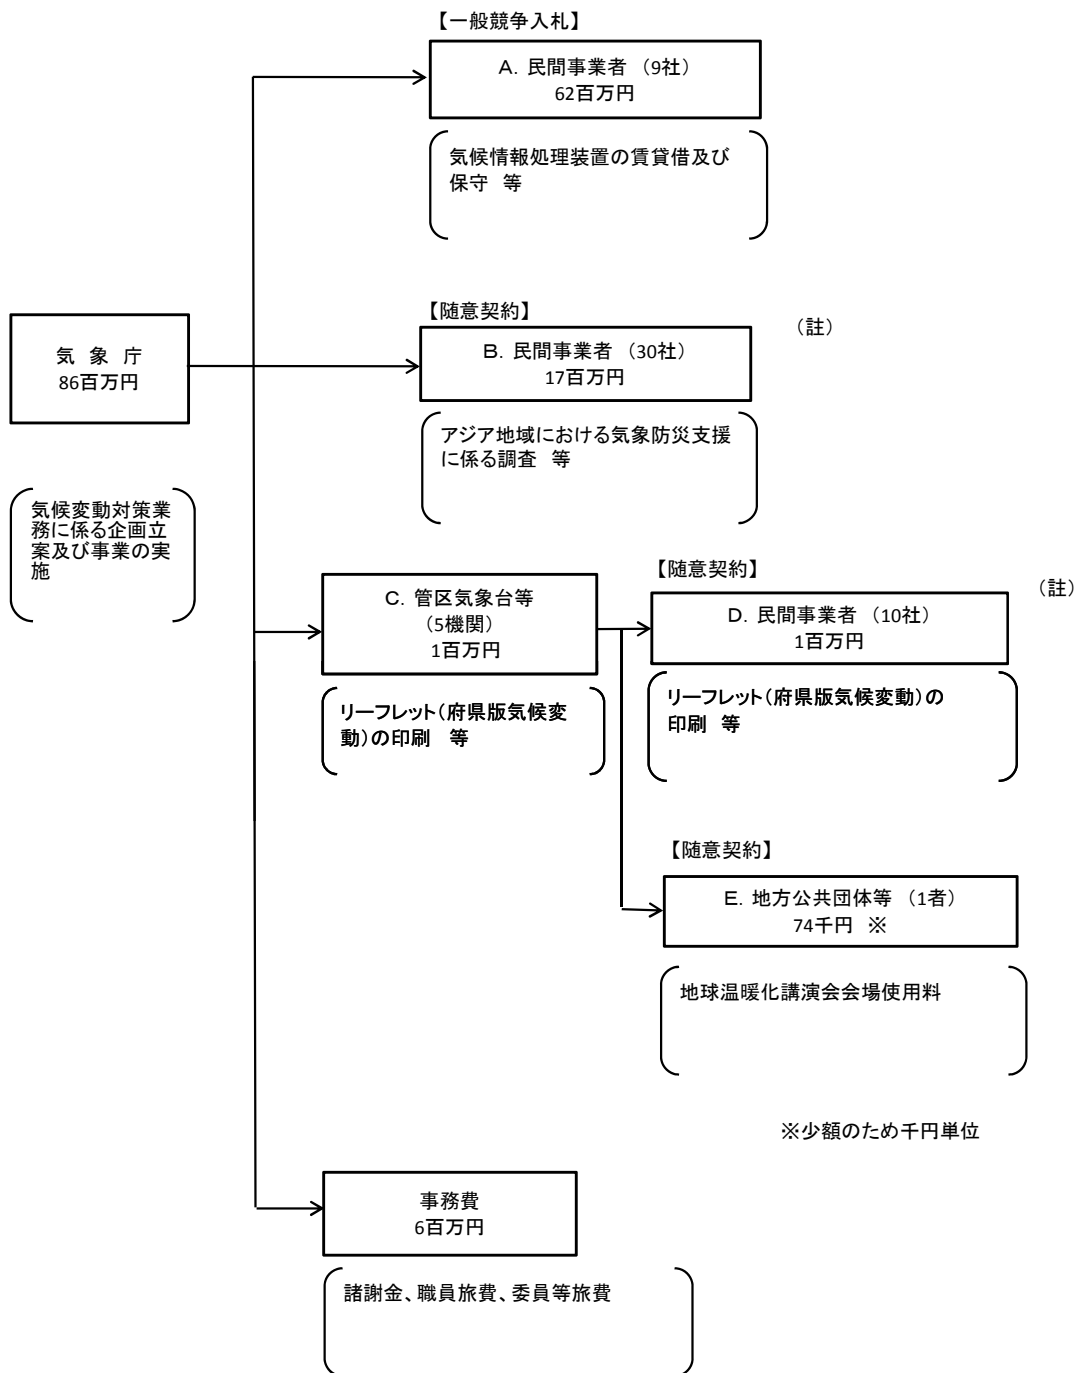 【一般競争入札】
A．民間事業者 （9社）
62百万円
気候情報処理装置の賃貸借及び
保守 等
【随意契約】
（註）
B．民間事業者 （30社）
17百万円
アジア地域における気象防災支援
に係る調査 等
気 象 庁
86百万円
気候変動対策業
務に係る企画立
案及び事業の実
施
C．管区気象台等
（5機関）
1百万円
リーフレット（府県版気候変
動）の印刷 等
【随意契約】
（註）
D．民間事業者 （10社）
1百万円
リーフレット（府県版気候変動）の
印刷 等
【随意契約】
E．地方公共団体等 （1者）
74千円 ※
地球温暖化講演会会場使用料
※少額のため千円単位
事務費
6百万円
諸謝金、職員旅費、委員等旅費